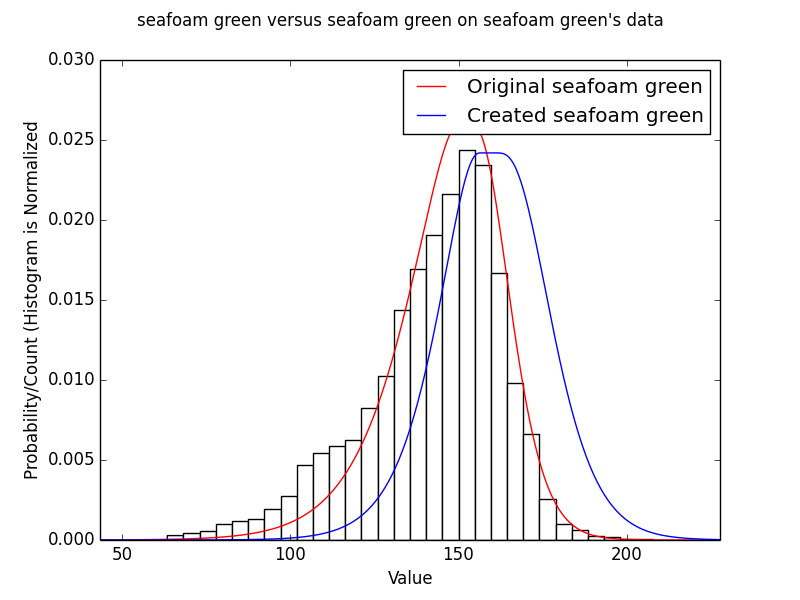 seafoam green versus seafoam green on seafoam green's data
0.030
0.025
0.020
0.015
0.010
0.005
0.000
Probability/Count (Histogram is Normalized
Original seafoam green
Created seafoam green
50
100
150
200
Value